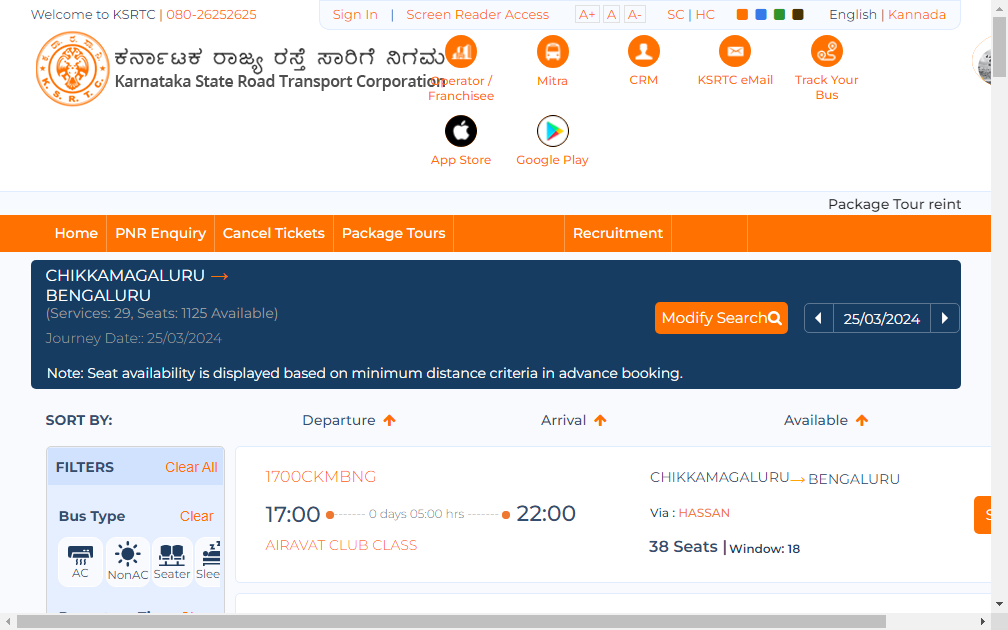 Welcome to KSRTC | 080-26252625
Sign In | Screen Reader Access
A+ A A-
SC | HC
English | Kannada
ಕರ್ನಾಟಕ ರಾಜ್ಯ ರಸ್ತೆ ಸಾರಿಗೆ ನಿಗಮ
Karnataka State Road Transport Corporation
K. S. R. T. C.
Operator / Franchisee
Mitra
CRM
KSRTC eMail
Track Your Bus
App Store
Google Play
Package Tour reint
Home
PNR Enquiry
Cancel Tickets
Package Tours
Recruitment
CHIKKAMAGALURU → BENGALURU
(Services: 29, Seats: 1125 Available)
Journey Date:: 25/03/2024
Modify Search
25/03/2024
Note: Seat availability is displayed based on minimum distance criteria in advance booking.
SORT BY:
Departure
Arrival
Available
FILTERS
Clear All
Bus Type
Clear
AC
NonAC
Seater
Slee
1700CKMBNG
17:00
0 days 05:00 hrs
22:00
AIRAVAT CLUB CLASS
CHIKKAMAGALURU→BENGALURU
Via : HASSAN
38 Seats | Window: 18